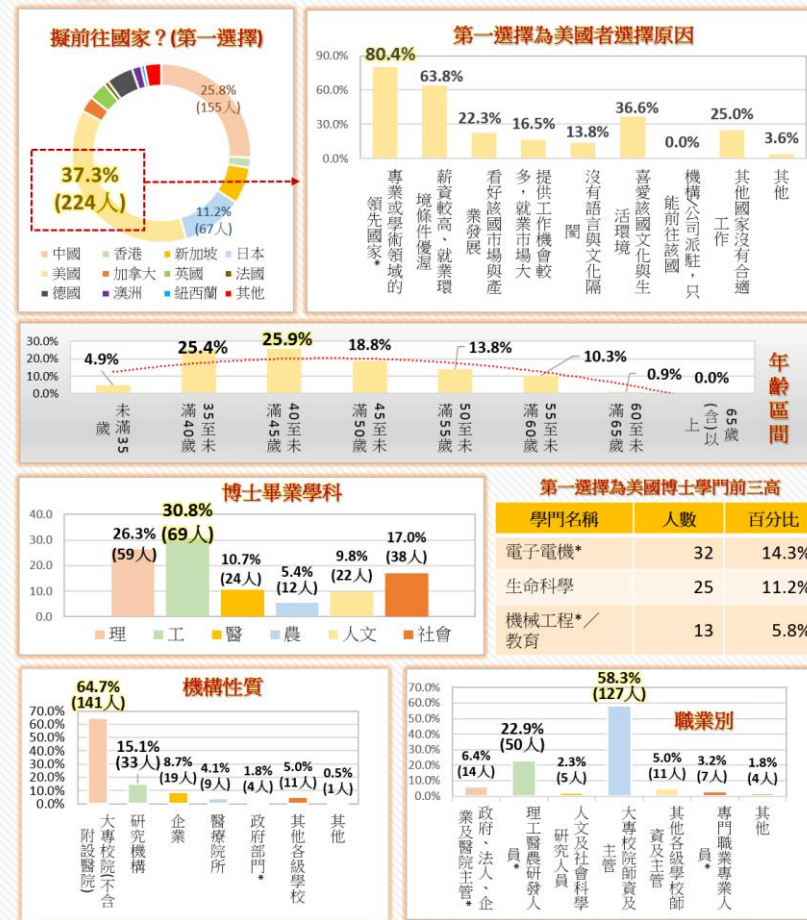 擬前往國家？(第一選擇)
25.8%
(155人)
37.3%
(224人)
11.2%
(67人)
中國 香港 新加坡 日本
美國 加拿大 英國 法國
德國 澳洲 紐西蘭 其他
第一選擇為美國者選擇原因
90.0%
60.0%
30.0%
0.0%
80.4%
63.8%
22.3%
16.5%
13.8%
36.6%
0.0%
25.0%
3.6%
專業或學術領域的
領先國家*
薪資較高、就業環
境條件優渥
看好該國市場與產
業發展
提供工作機會較
多，就業市場大
沒有語言與文化隔
閡
喜愛該國文化與生
活環境
機構/公司派駐，只
能前往該國
其他國家沒有合適
工作
其他
30.0%
20.0%
10.0%
0.0%
4.9%
25.4%
25.9%
18.8%
13.8%
10.3%
0.9%
0.0%
未滿35
歲
35至未
滿40歲
40至未
滿45歲
45至未
滿50歲
50至未
滿55歲
55至未
滿60歲
60至未
滿65歲
65歲
(含)以
上
年齡區間
博士畢業學科
40.0
30.0
20.0
10.0
0.0
26.3%
(59人)
30.8%
(69人)
10.7%
(24人)
5.4%
(12人)
9.8%
(22人)
17.0%
(38人)
理 工 醫 農 人文 社會
第一選擇為美國博士學門前三高
學門名稱 人數 百分比
電子電機* 32 14.3%
生命科學 25 11.2%
機械工程*／
教育 13 5.8%
機構性質
70.0%
60.0%
50.0%
40.0%
30.0%
20.0%
10.0%
0.0%
64.7%
(141人)
15.1%
(33人)
8.7%
(19人)
4.1%
(9人)
1.8%
(4人)
5.0%
(11人)
0.5%
(1人)
大專校院(不含
附設醫院)
研究機構
企業
醫療院所
政府部門*
其他各級學校
其他
職業別
70.0%
60.0%
50.0%
40.0%
30.0%
20.0%
10.0%
0.0%
6.4%
(14人)
22.9%
(50人)
2.3%
(5人)
58.3%
(127人)
5.0%
(11人)
3.2%
(7人)
1.8%
(4人)
政府、法人、企
業及醫院主管*
理工醫農研發人
員*
人文及社會科學
研究人員
大專校院師資及
主管
其他各級學校師
資及主管
專門職業專業人
員*
其他